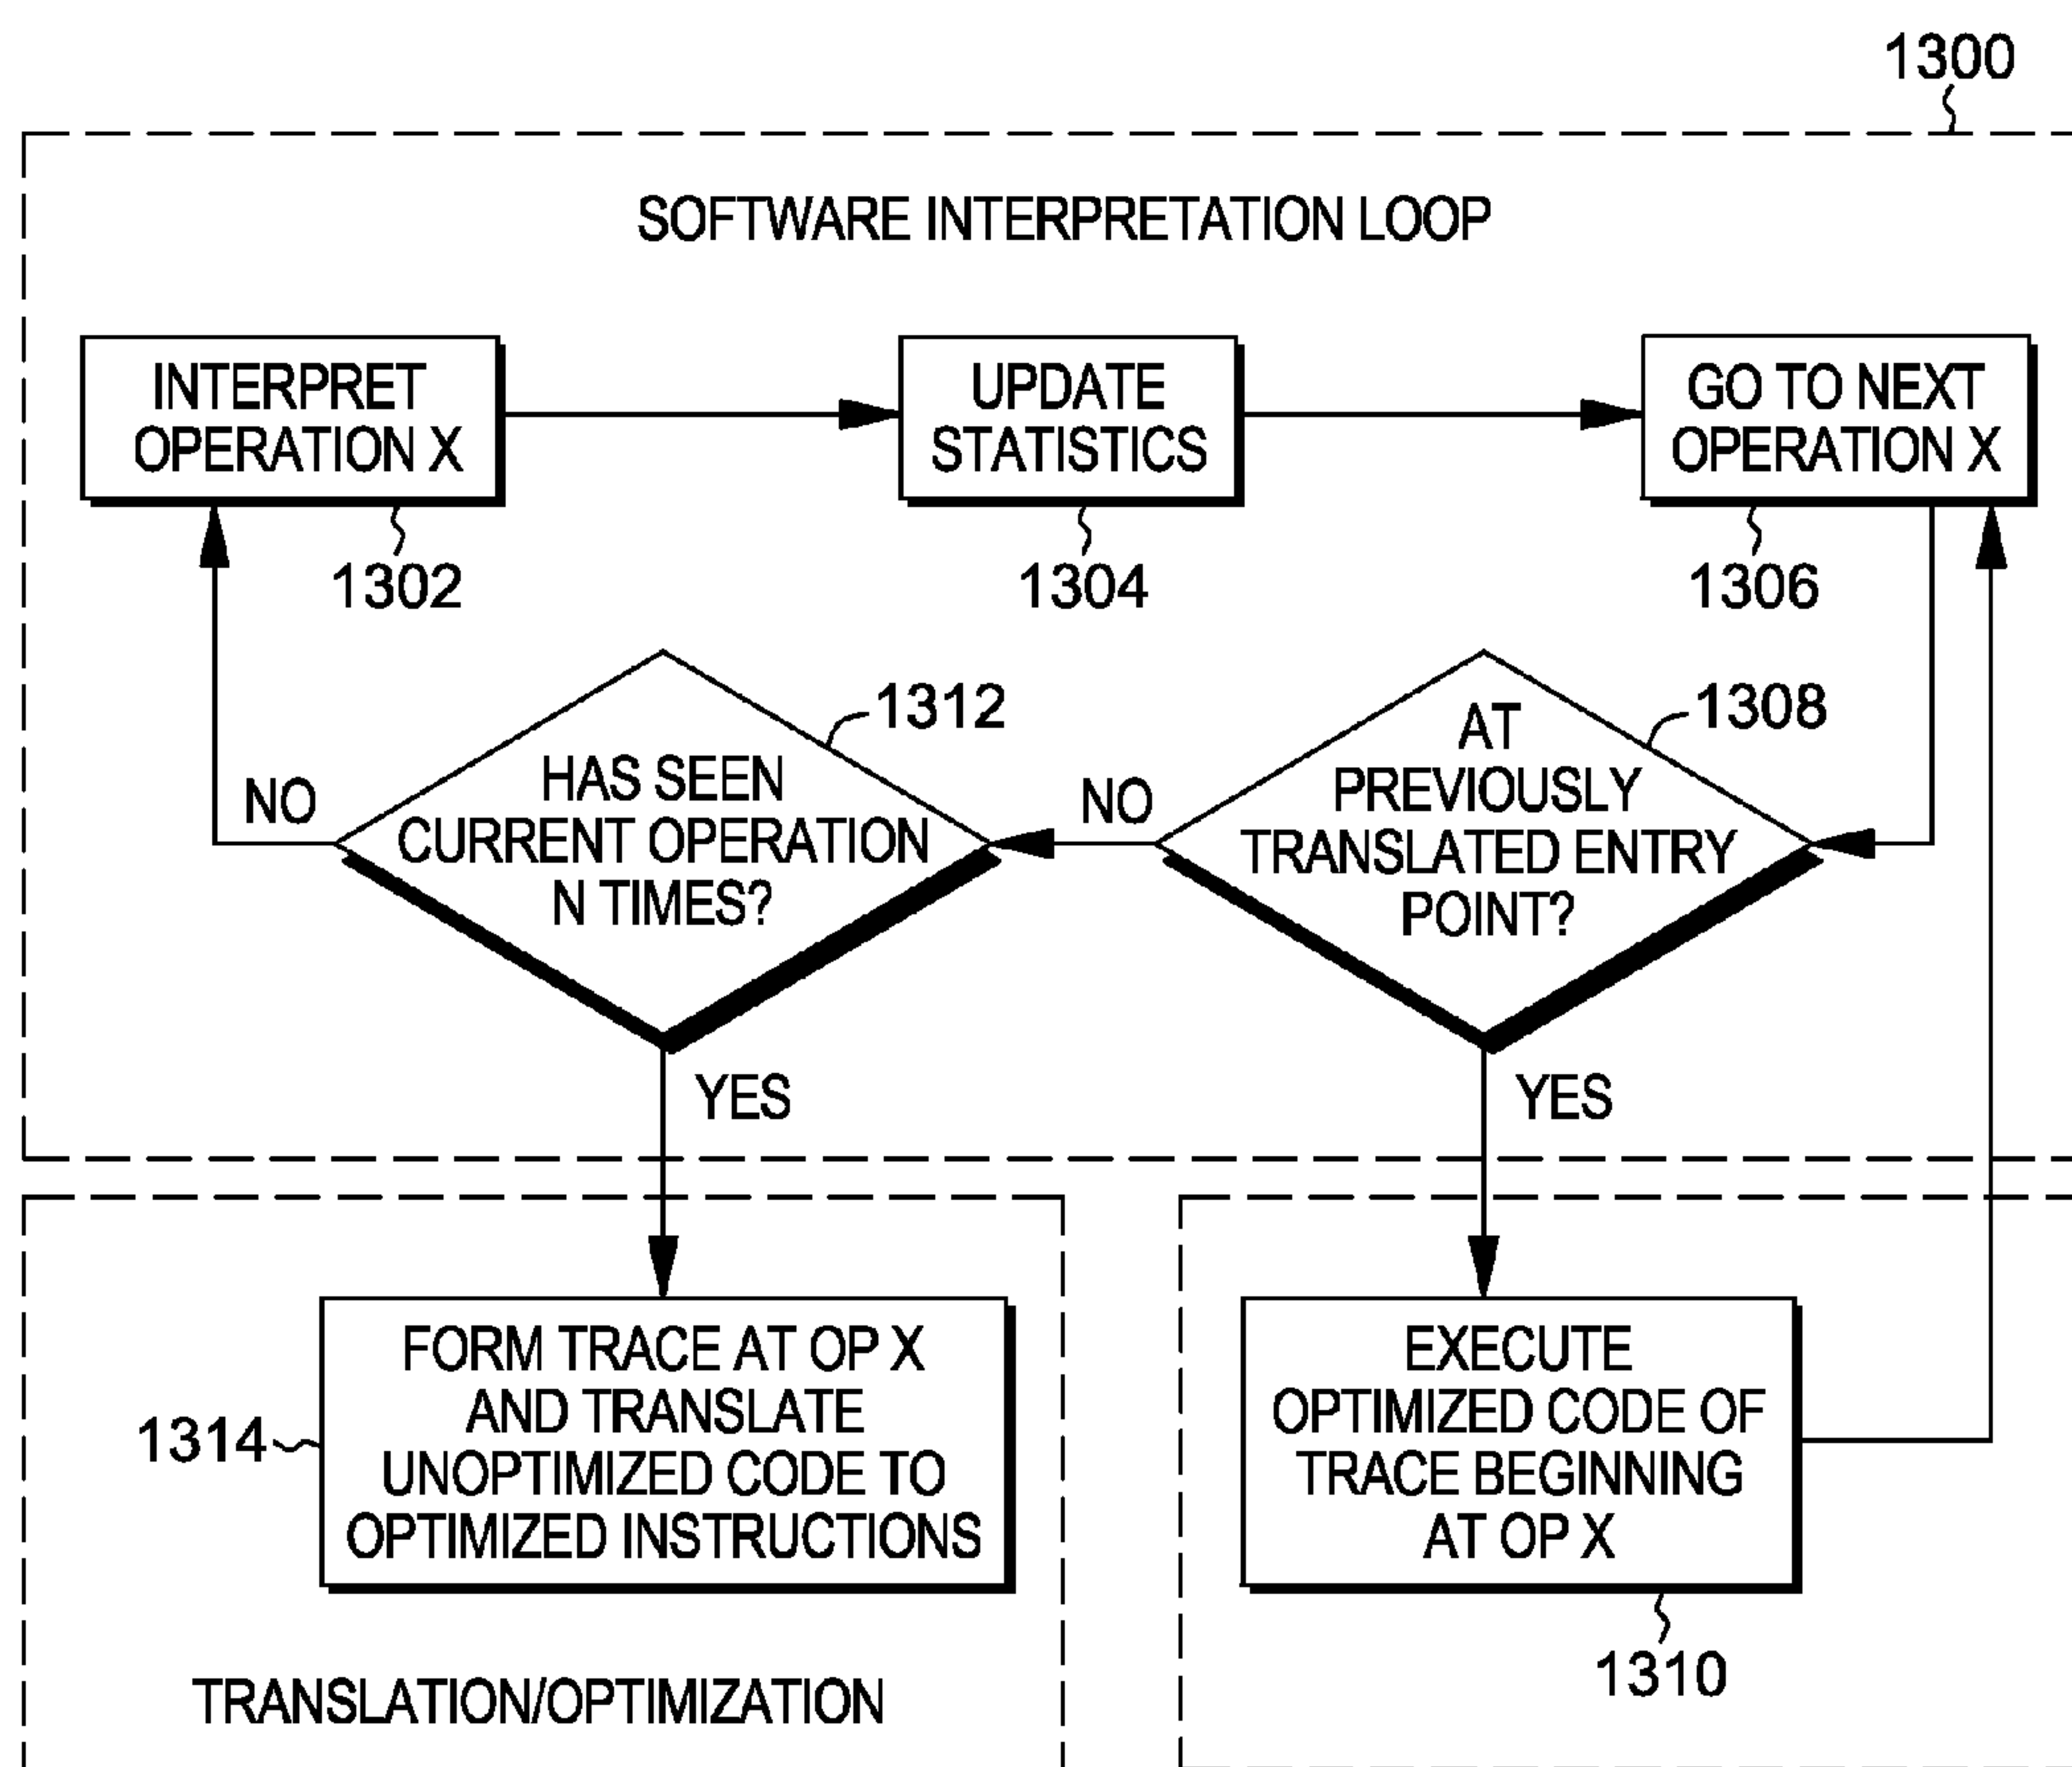 1300
SOFTWARE INTERPRETATION LOOP
INTERPRET
OPERATION X
1302
UPDATE
STATISTICS
1304
GO TO NEXT
OPERATION X
1306
1312
HAS SEEN
CURRENT OPERATION
N TIMES?
NO
YES
1308
AT
PREVIOUSLY
TRANSLATED ENTRY
POINT?
NO
YES
1314
FORM TRACE AT OP X
AND TRANSLATE
UNOPTIMIZED CODE TO
OPTIMIZED INSTRUCTIONS
TRANSLATION/OPTIMIZATION
EXECUTE
OPTIMIZED CODE OF
TRACE BEGINNING
AT OP X
1310